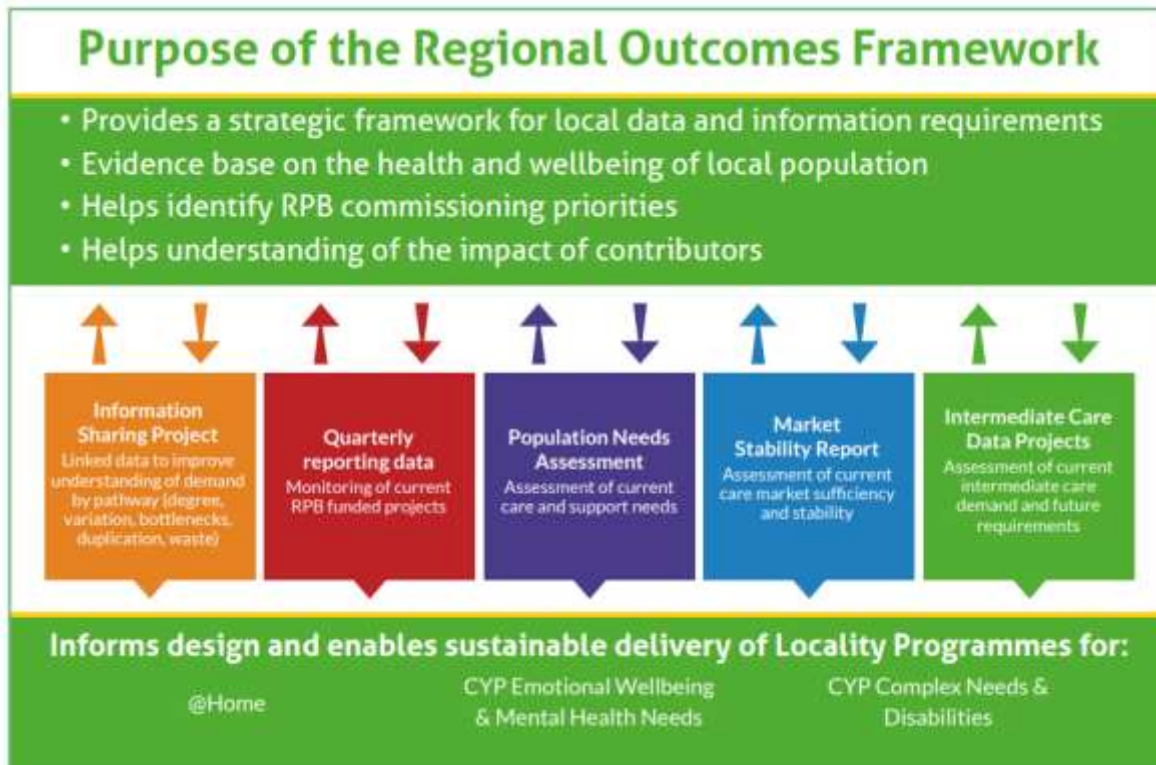 Purpose of the Regional Outcomes Framework
• Provides a strategic framework for local data and information requirements
• Evidence base on the health and wellbeing of local population
• Helps identify RPB commissioning priorities
• Helps understanding of the impact of contributors
Information
Sharing Project
Linked data to improve
understanding of demand
by pathway (degree,
variation, bottlenecks,
duplication, waste)
Quarterly
reporting data
Monitoring of current
RPB funded projects
Population Needs
Assessment
Assessment of current
care and support needs
Market
Stability Report
Assessment of current
care market sufficiency
and stability
Intermediate Care
Data Projects
Assessment of current
intermediate care
demand and future
requirements
Informs design and enables sustainable delivery of Locality Programmes for:
@Home
CYP Emotional Wellbeing
& Mental Health Needs
CYP Complex Needs &
Disabilities